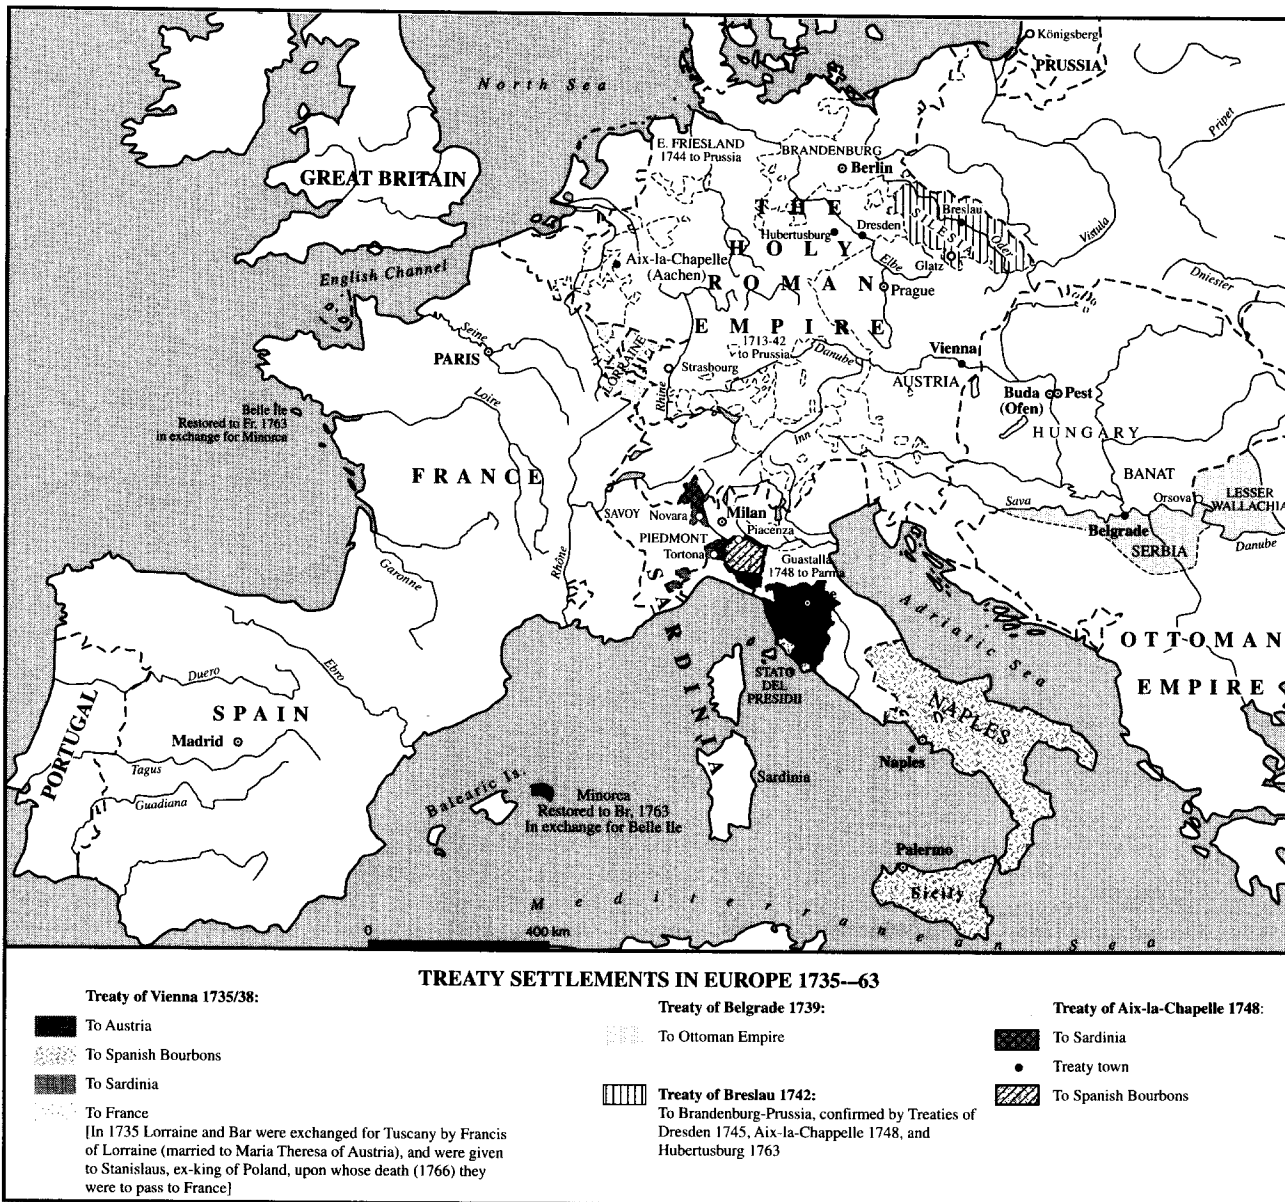 Königsberg
PRUSSIA
North Sea
Pripet
E. FRIESLAND
1744 to Prussia
BRANDENBURG
Berlin
GREAT BRITAIN
THE
HOLY
ROMAN
EMPIRE
Breslau
SILESIA
Oder
Hubertusburg
Dresden
Vistula
Glatz
Elbe
English Channel
Aix-la-Chapelle
(Aachen)
Prague
Dniester
Seine
PARIS
LORRAINE
1713-42
to Prussia
Danube
Vienna
Strasbourg
Rhine
AUSTRIA
Buda
(Ofen)
Pest
Loire
Belle Ile
Restored to Fr. 1763
in exchange for Minorca
HUNGARY
Inn
FRANCE
BANAT
SAVOY
Novara
Milan
Sava
Orsova
LESSER
WALLACHIA
PIEDMONT
Piacenza
Belgrade
SERBIA
Danube
Tortona
Rhône
Garonne
Guastalla
1748 to Parma
SARDINIA
Adriatic Sea
OTTOMAN
EMPIRE
Duero
Ebro
STATO
DEL
PRESIDII
SPAIN
NAPLES
PORTUGAL
Madrid
Naples
Tagus
Guadiana
Balearic Is.
Sardinia
Minorca
Restored to Br, 1763
In exchange for Belle Ile
Palermo
Sicily
Mediterranean Sea
0 400 km
TREATY SETTLEMENTS IN EUROPE 1735--63
Treaty of Vienna 1735/38:
To Austria
To Spanish Bourbons
To Sardinia
To France
[In 1735 Lorraine and Bar were exchanged for Tuscany by Francis
of Lorraine (married to Maria Theresa of Austria), and were given
to Stanislaus, ex-king of Poland, upon whose death (1766) they
were to pass to France]
Treaty of Belgrade 1739:
To Ottoman Empire
Treaty of Breslau 1742:
To Brandenburg-Prussia, confirmed by Treaties of
Dresden 1745, Aix-la-Chappelle 1748, and
Hubertusburg 1763
Treaty of Aix-la-Chapelle 1748:
To Sardinia
Treaty town
To Spanish Bourbons